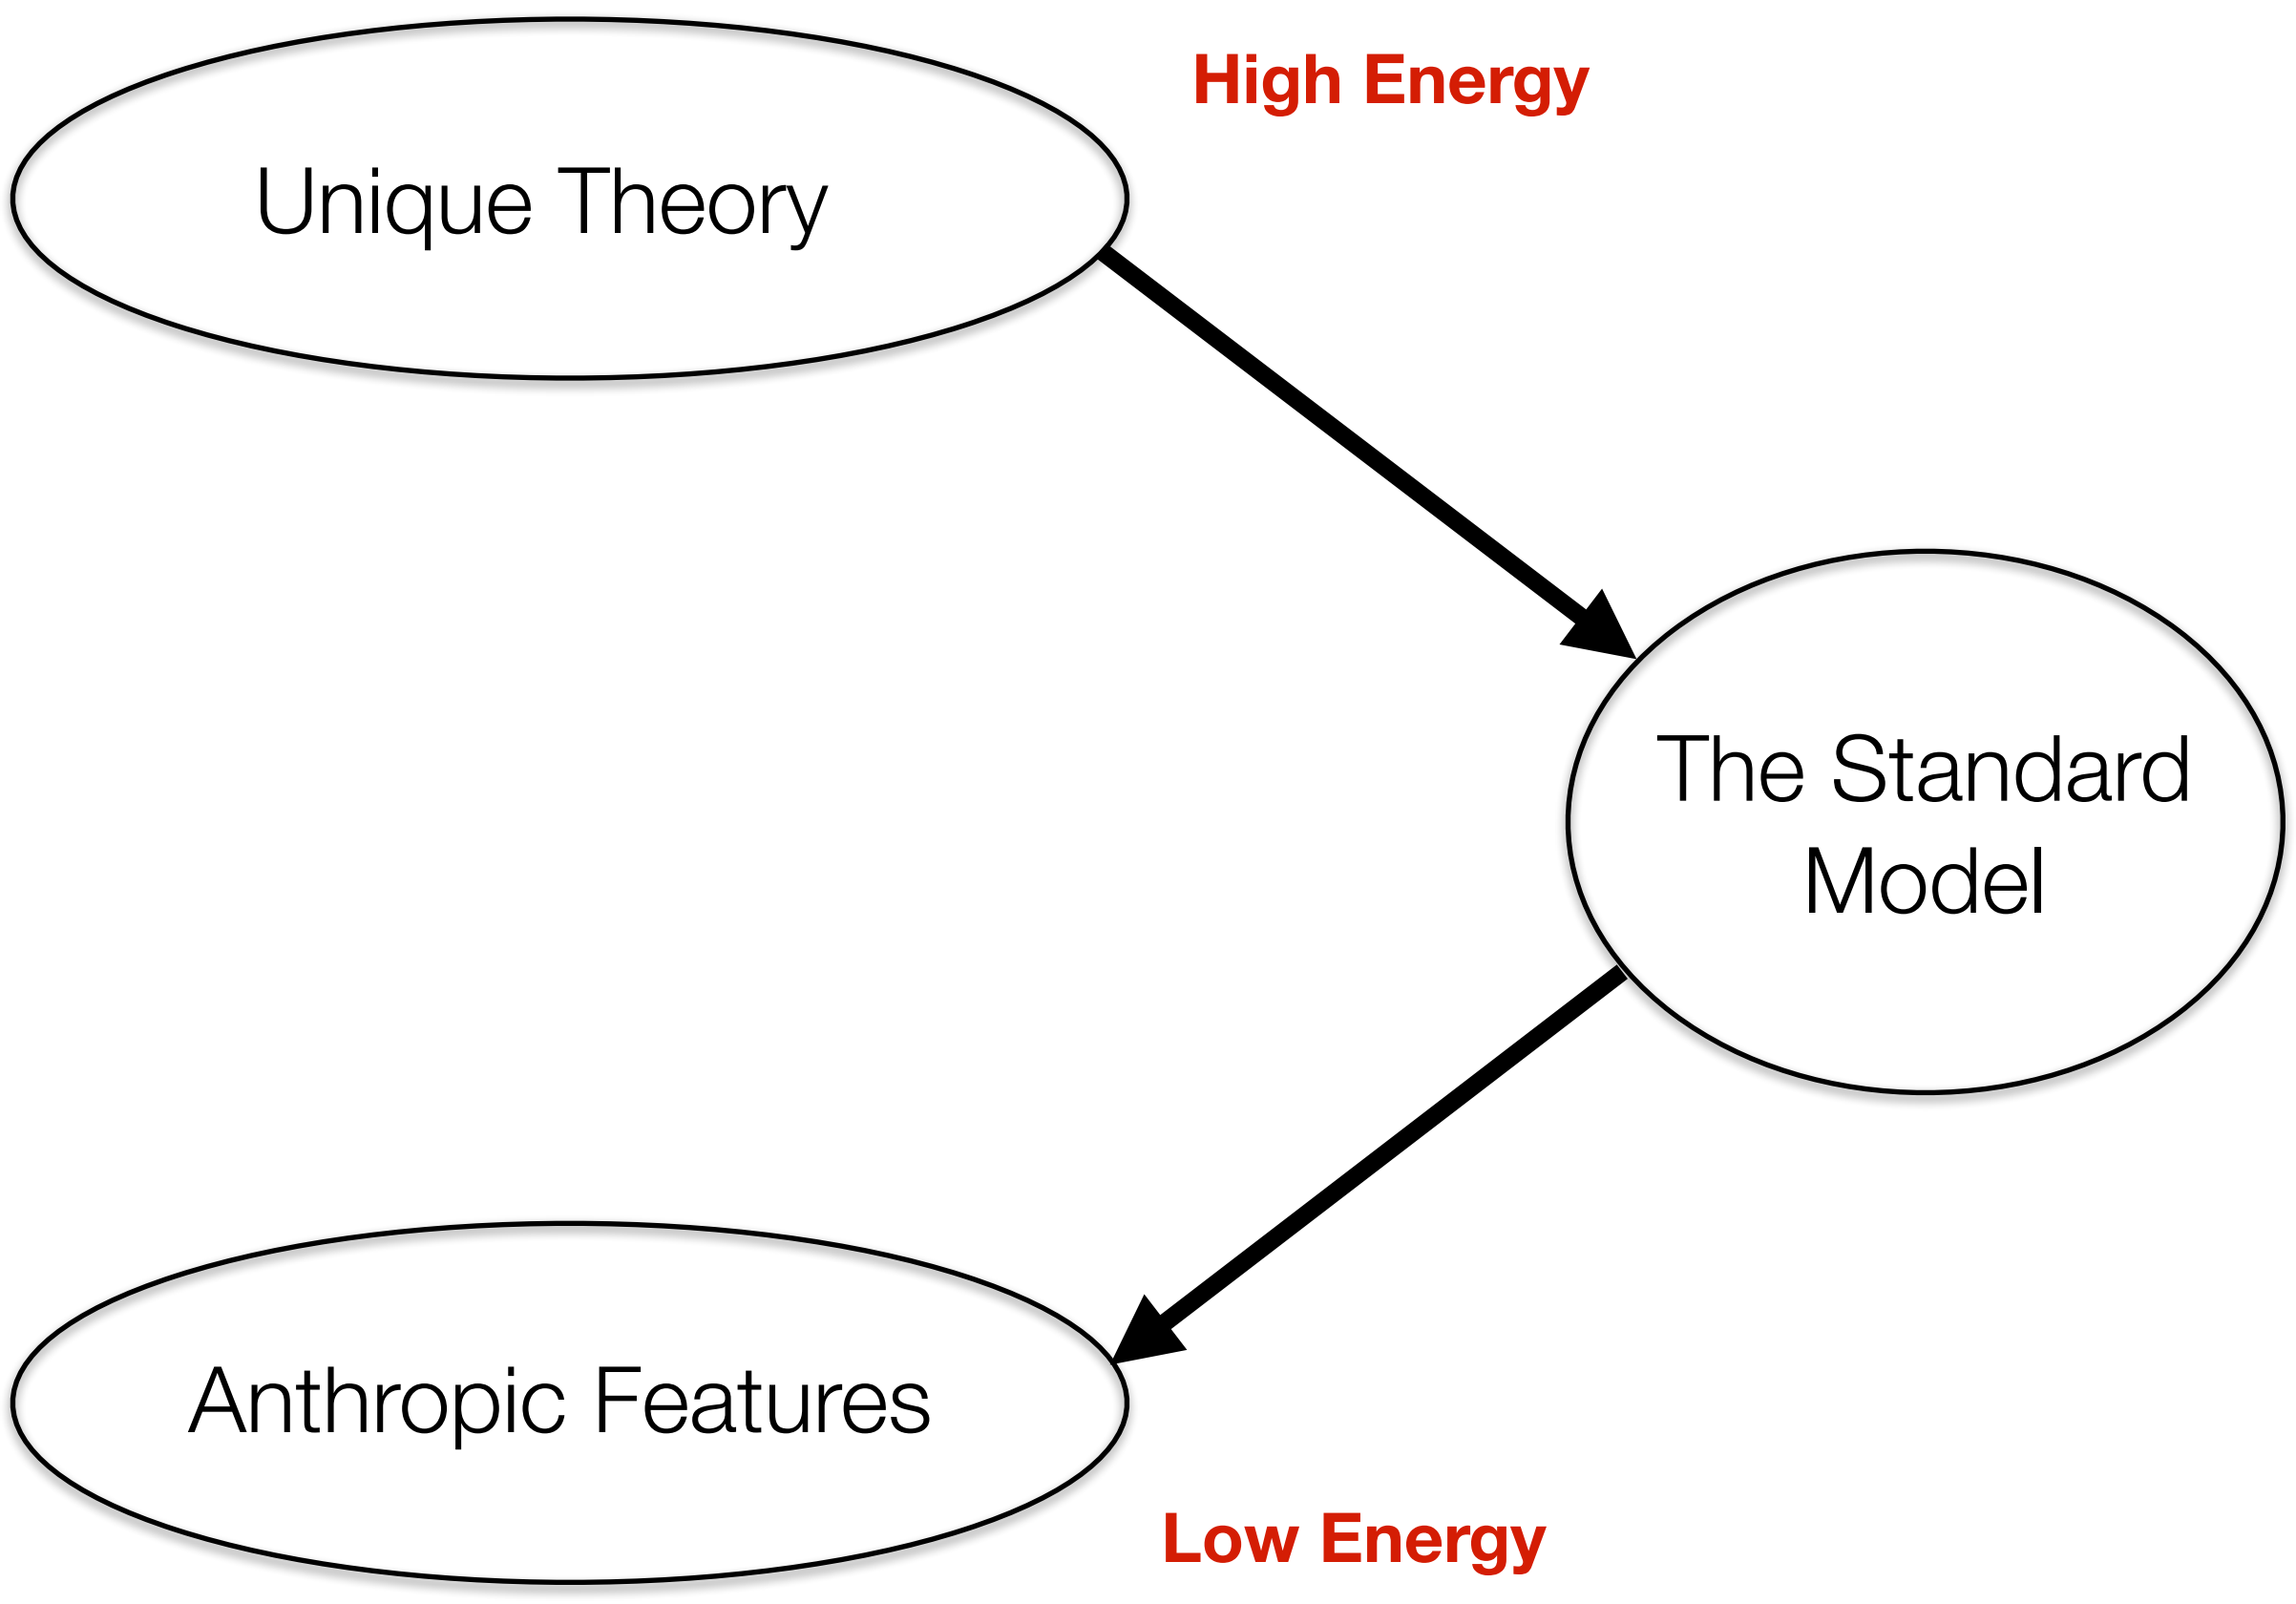 High Energy
Unique Theory
The Standard
Model
Anthropic Features
Low Energy